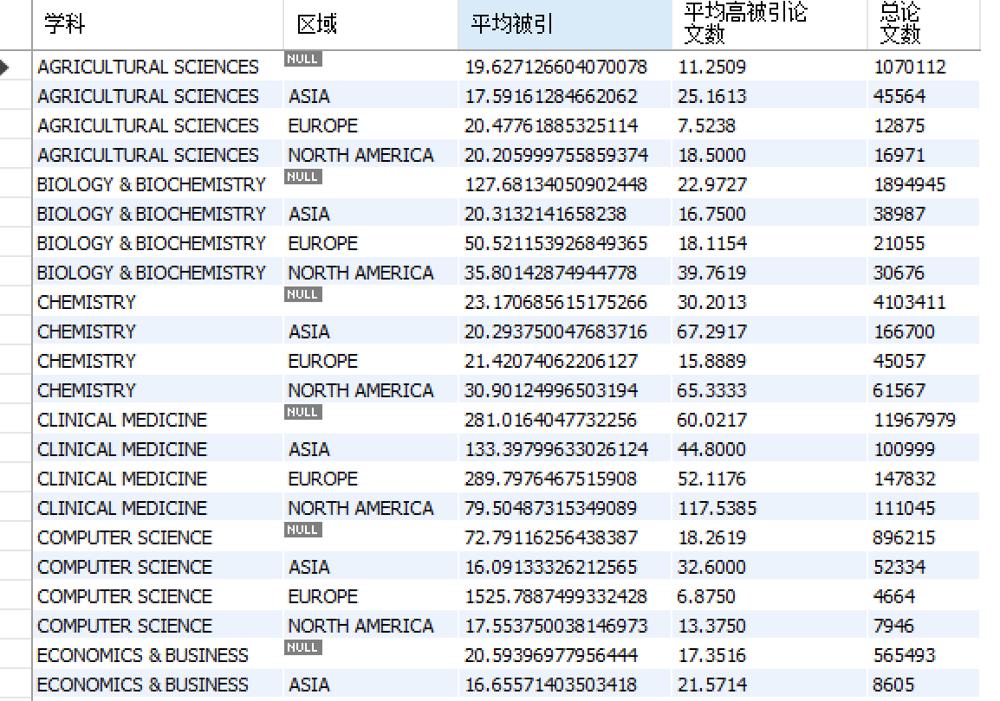 学科 区域 平均被引 平均高被引论文数 总论文数
AGRICULTURAL SCIENCES NULL 19.627126604070078 11.2509 1070112
AGRICULTURAL SCIENCES ASIA 17.59161284662062 25.1613 45564
AGRICULTURAL SCIENCES EUROPE 20.47761885325114 7.5238 12875
AGRICULTURAL SCIENCES NORTH AMERICA 20.205999755859374 18.5000 16971
BIOLOGY & BIOCHEMISTRY NULL 127.68134050902448 22.9727 1894945
BIOLOGY & BIOCHEMISTRY ASIA 20.3132141658238 16.7500 38987
BIOLOGY & BIOCHEMISTRY EUROPE 50.521153926849365 18.1154 21055
BIOLOGY & BIOCHEMISTRY NORTH AMERICA 35.80142874944778 39.7619 30676
CHEMISTRY NULL 23.170685615175266 30.2013 4103411
CHEMISTRY ASIA 20.293750047683716 67.2917 166700
CHEMISTRY EUROPE 21.42074062206127 15.8889 45057
CHEMISTRY NORTH AMERICA 30.90124996503194 65.3333 61567
CLINICAL MEDICINE NULL 281.0164047732256 60.0217 11967979
CLINICAL MEDICINE ASIA 133.39799633026124 44.8000 100999
CLINICAL MEDICINE EUROPE 289.7976467515908 52.1176 147832
CLINICAL MEDICINE NORTH AMERICA 79.50487315349089 117.5385 111045
COMPUTER SCIENCE NULL 72.79116256438387 18.2619 896215
COMPUTER SCIENCE ASIA 16.09133326212565 32.6000 52334
COMPUTER SCIENCE EUROPE 1525.7887499332428 6.8750 4664
COMPUTER SCIENCE NORTH AMERICA 17.553750038146973 13.3750 7946
ECONOMICS & BUSINESS NULL 20.59396977956444 17.3516 565493
ECONOMICS & BUSINESS ASIA 16.65571403503418 21.5714 8605